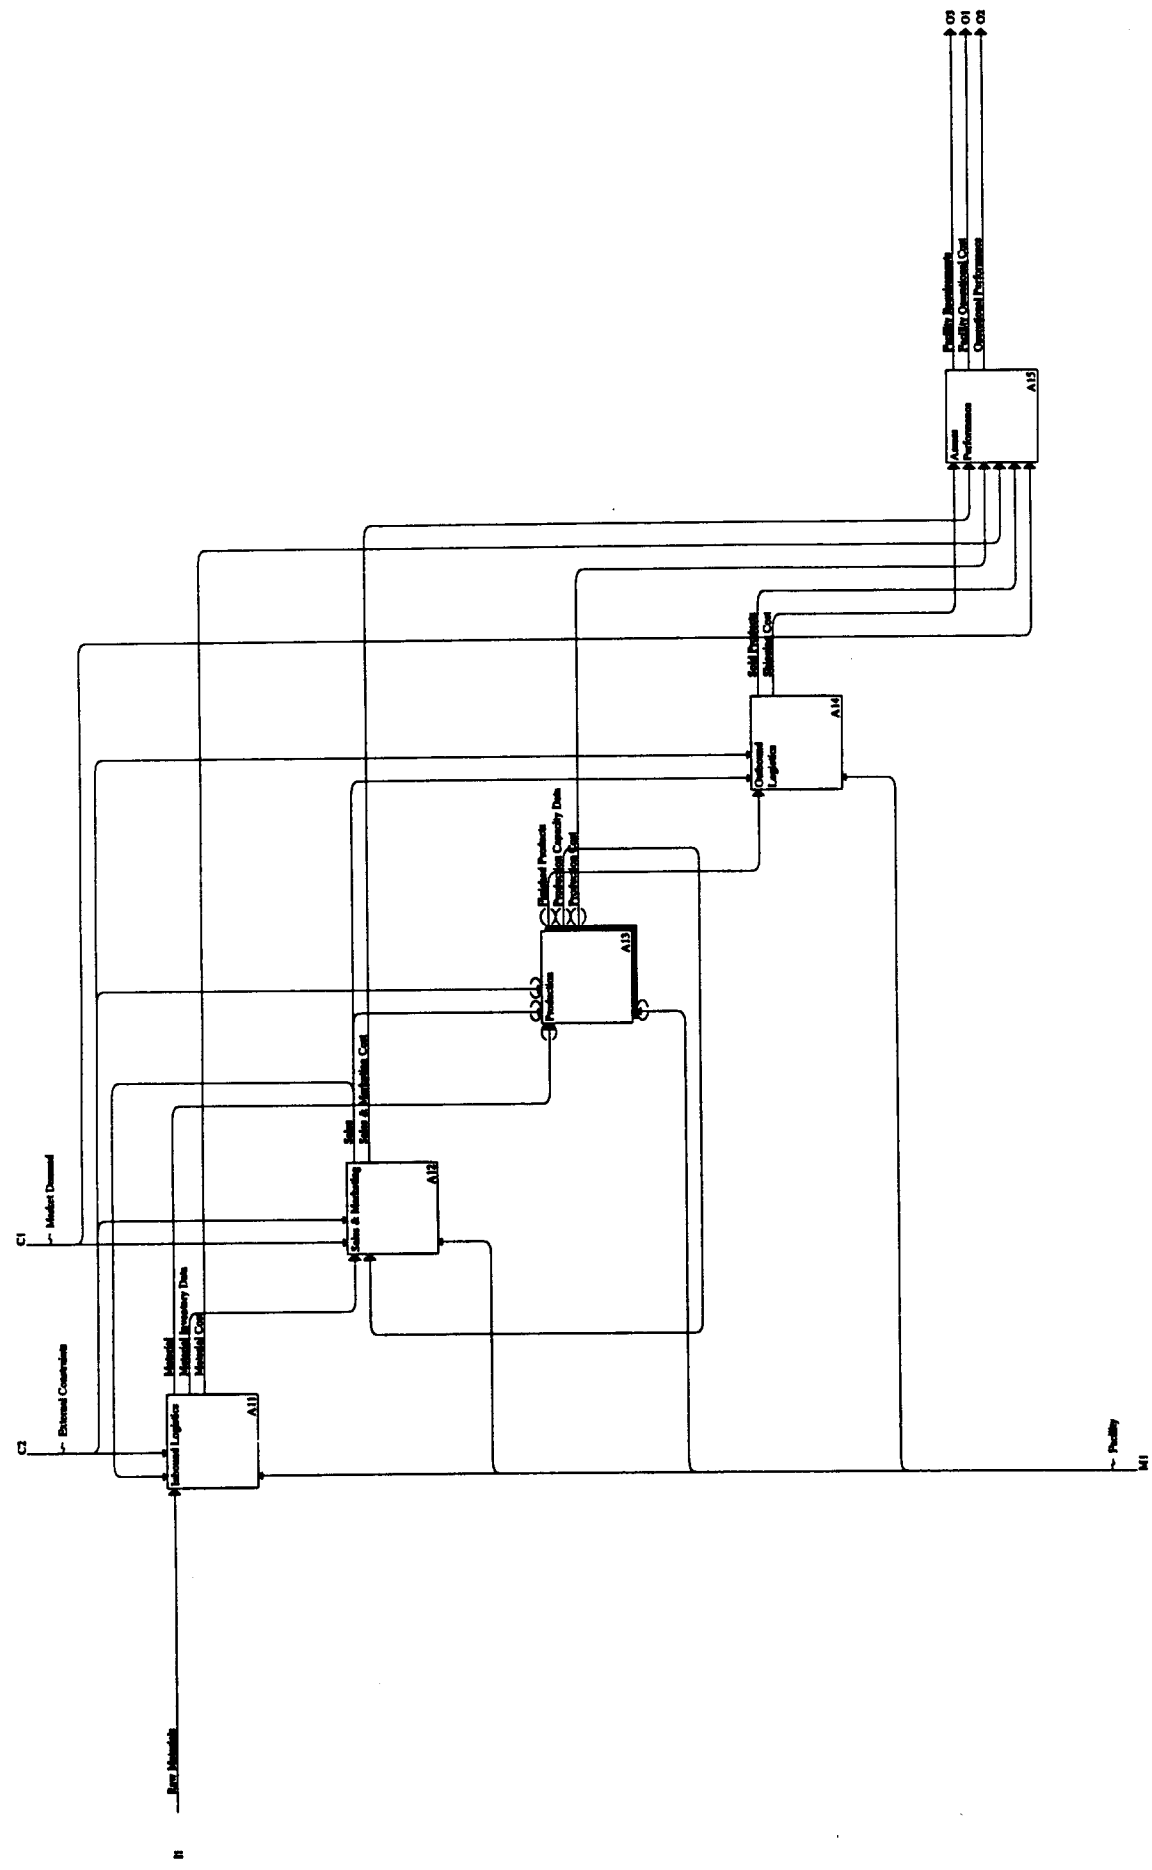 C2
External Constraints
C1
Market Demand
I1
Raw Materials
Inbound Logistics
A11
Material
Material Inventory Data
Material Cost
Sales & Marketing
A12
Sales
Sales & Marketing Cost
Production
A13
Finished Products
Production Capacity Data
Production Cost
Outbound
Logistics
A14
Sold Products
Shipping Cost
Assess
Performance
A15
Facility Requirements
Facility Operational Cost
Operational Performance
O3
O1
O2
Facility
M1